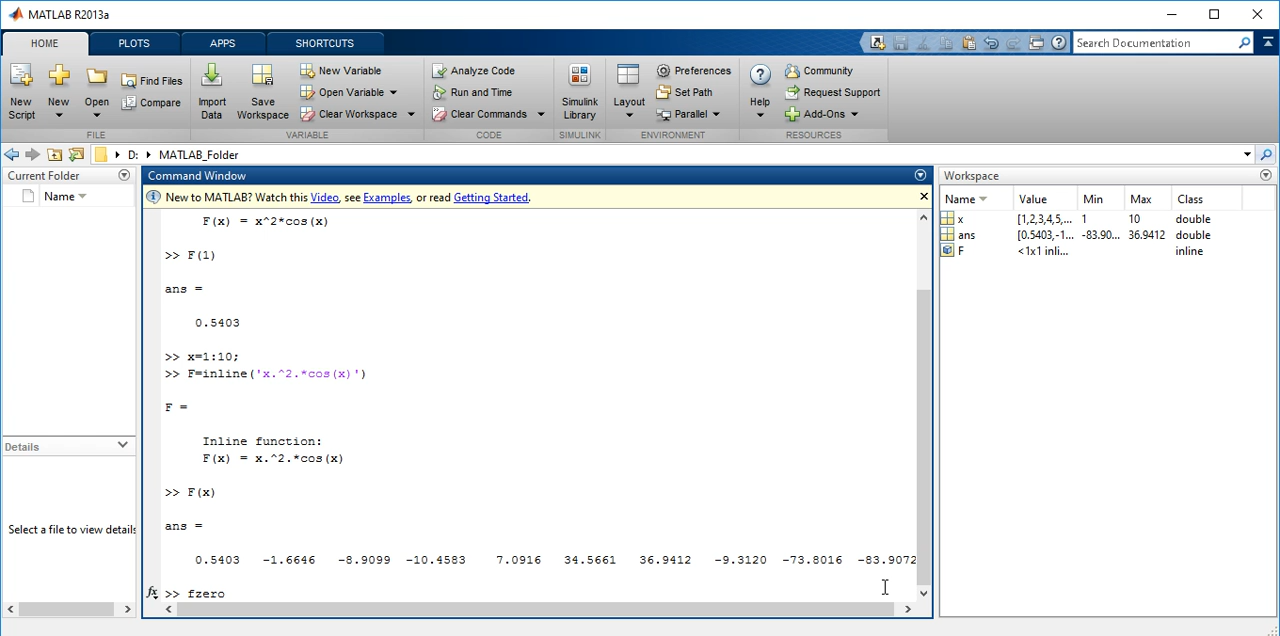 MATLAB R2013a
HOME PLOTS APPS SHORTCUTS Search Documentation
New Script New Open Find Files Compare Import Data Save Workspace New Variable Open Variable Clear Workspace Analyze Code Run and Time Clear Commands Simulink Library Layout Preferences Set Path Parallel Help Community Request Support Add-Ons
FILE VARIABLE CODE SIMULINK ENVIRONMENT RESOURCES
D: MATLAB_Folder
Current Folder Command Window Workspace
Name
New to MATLAB? Watch this Video, see Examples, or read Getting Started.
F(x) = x^2*cos(x)
>> F(1)
ans =
0.5403
>> x=1:10;
>> F=inline('x.^2.*cos(x)')
F =
Inline function:
F(x) = x.^2.*cos(x)
>> F(x)
ans =
0.5403 -1.6646 -8.9099 -10.4583 7.0916 34.5661 36.9412 -9.3120 -73.8016 -83.9072
fx >> fzero
Details
Select a file to view details
Name Value Min Max Class
x [1,2,3,4,5,... 1 10 double
ans [0.5403,-1... -83.90... 36.9412 double
F <1x1 inli... inline